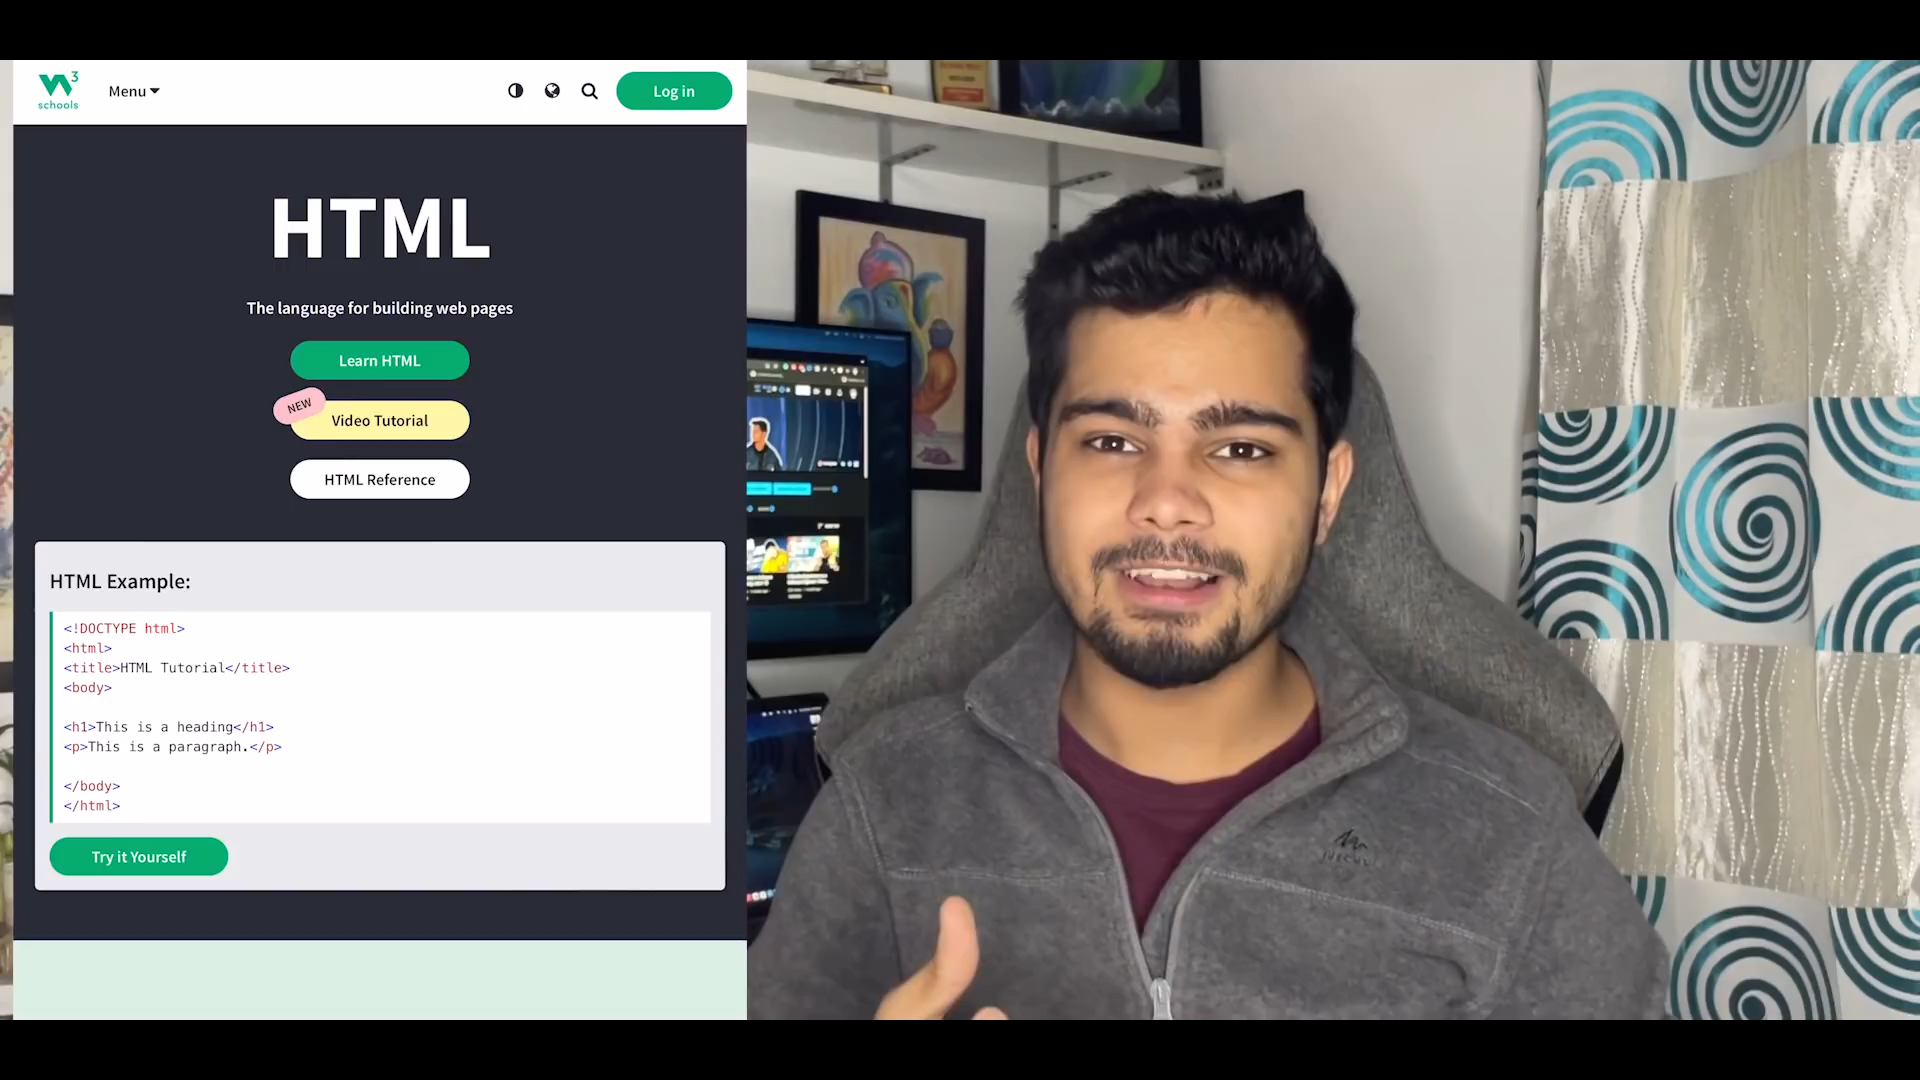 W3
schools
Menu
Log in
HTML
The language for building web pages
Learn HTML
NEW
Video Tutorial
HTML Reference
HTML Example:
<!DOCTYPE html>
<html>
<title>HTML Tutorial</title>
<body>
<h1>This is a heading</h1>
<p>This is a paragraph.</p>
</body>
</html>
Try it Yourself